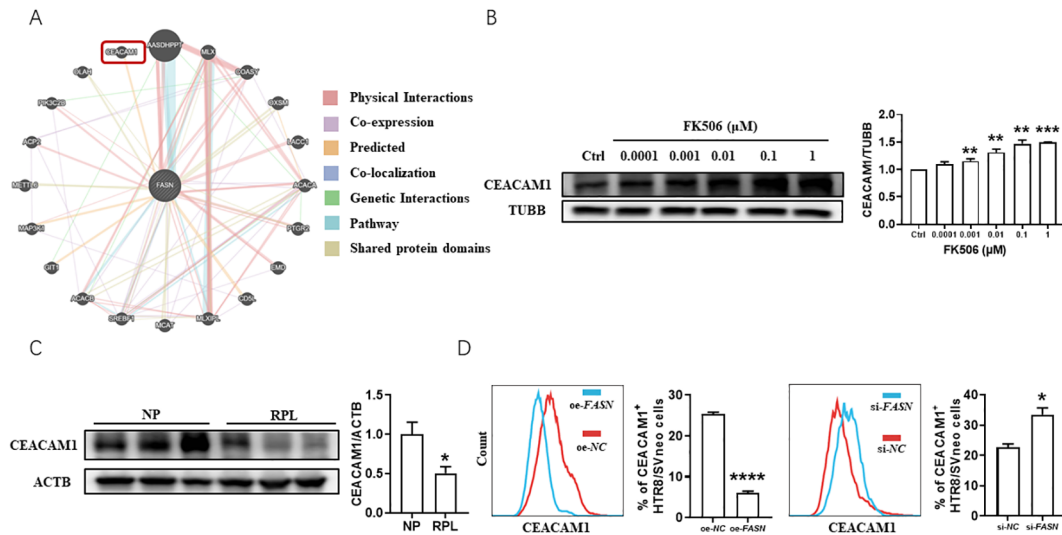 A
CEACAM1
AASDHPPT
MLX
COASY
OLAH
OXSM
PIK3C2B
LACC1
ACP2
ACACA
FASN
PTGR2
GIT1
EMD
ACACB
SREBF1
MCAT
MLXIPL
Physical Interactions
Co-expression
Predicted
Co-localization
Genetic Interactions
Pathway
Shared protein domains
B
FK506 (μM)
Ctrl 0.0001 0.001 0.01 0.1 1
CEACAM1
TUBB
CEACAM1/TUBB
2.0
1.5
1.0
0.5
0.0
** ** ** ***
Ctrl 0.0001 0.001 0.01 0.1 1
FK506 (μM)
C
NP RPL
CEACAM1
ACTB
CEACAM1/ACTB
1.5
1.0
0.5
0.0
*
NP RPL
D
Count
oe-FASN
oe-NC
CEACAM1
% of CEACAM1+
HTR8/SVneo cells
30
20
10
0
****
oe-NC oe-FASN
si-FASN
si-NC
CEACAM1
% of CEACAM1+
HTR8/SVneo cells
40
30
20
10
0
*
si-NC si-FASN